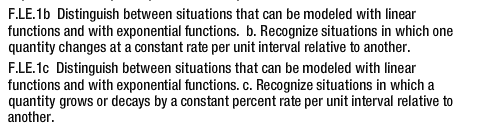 F.LE.1b Distinguish between situations that can be modeled with linear
functions and with exponential functions. b. Recognize situations in which one
quantity changes at a constant rate per unit interval relative to another.
F.LE.1c Distinguish between situations that can be modeled with linear
functions and with exponential functions. c. Recognize situations in which a
quantity grows or decays by a constant percent rate per unit interval relative to
another.